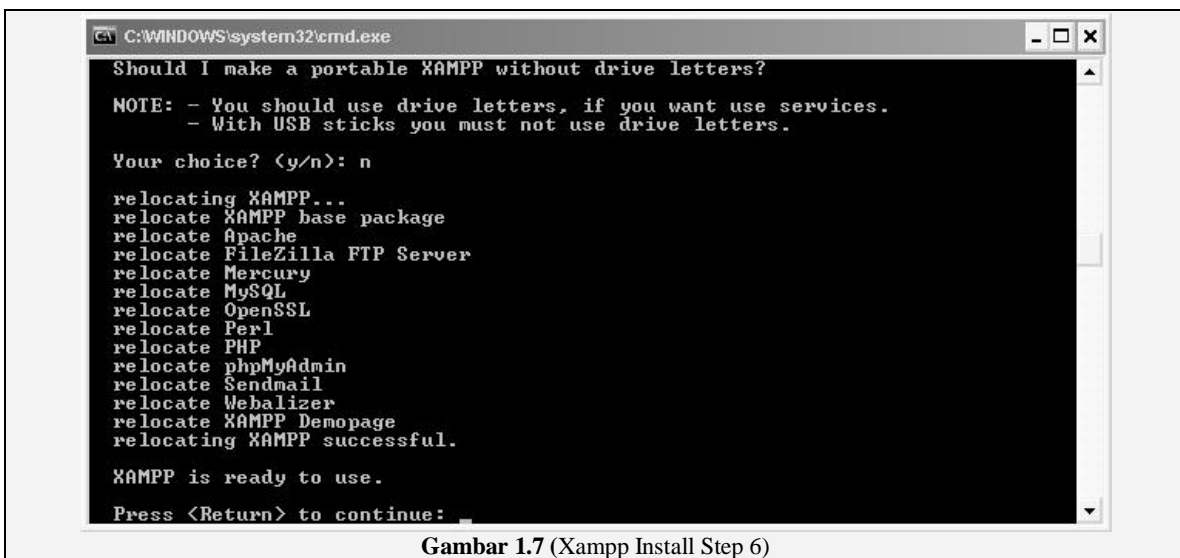 C:\WINDOWS\system32\cmd.exe
Should I make a portable XAMPP without drive letters?
NOTE: - You should use drive letters, if you want use services.
- With USB sticks you must not use drive letters.
Your choice? (y/n): n
relocating XAMPP...
relocate XAMPP base package
relocate Apache
relocate FileZilla FTP Server
relocate Mercury
relocate MySQL
relocate OpenSSL
relocate Perl
relocate PHP
relocate phpMyAdmin
relocate Sendmail
relocate Webalizer
relocate XAMPP Demopage
relocating XAMPP successful.
XAMPP is ready to use.
Press <Return> to continue: _
Gambar 1.7 (Xampp Install Step 6)